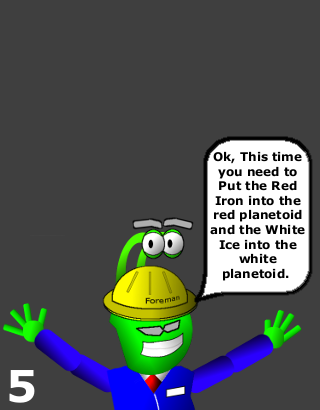 Ok, This time
you need to
Put the Red
Iron into the
red planetoid
and the White
Ice into the
white
planetoid.
Foreman
5